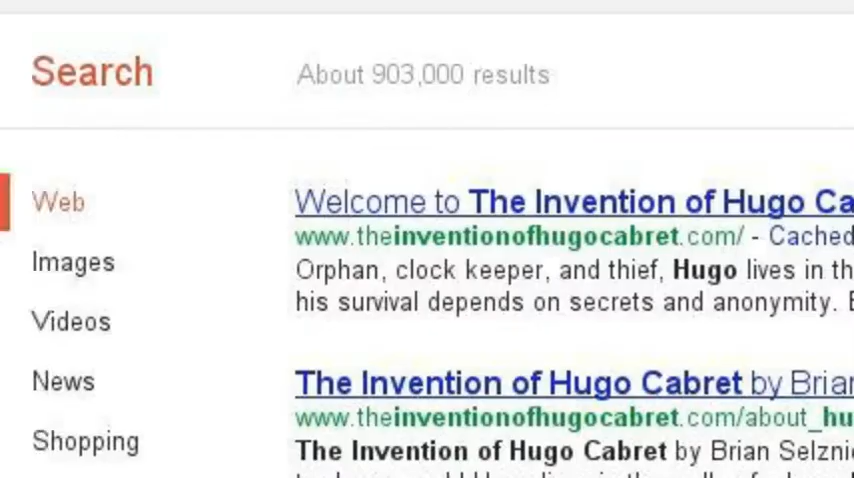 Search
About 903,000 results
Web
Images
Videos
News
Shopping
Welcome to The Invention of Hugo Ca
www.theinventionofhugocabret.com/ - Cached
Orphan, clock keeper, and thief, Hugo lives in th
his survival depends on secrets and anonymity.
The Invention of Hugo Cabret by Brian
www.theinventionofhugocabret.com/about_hu
The Invention of Hugo Cabret by Brian Selzni